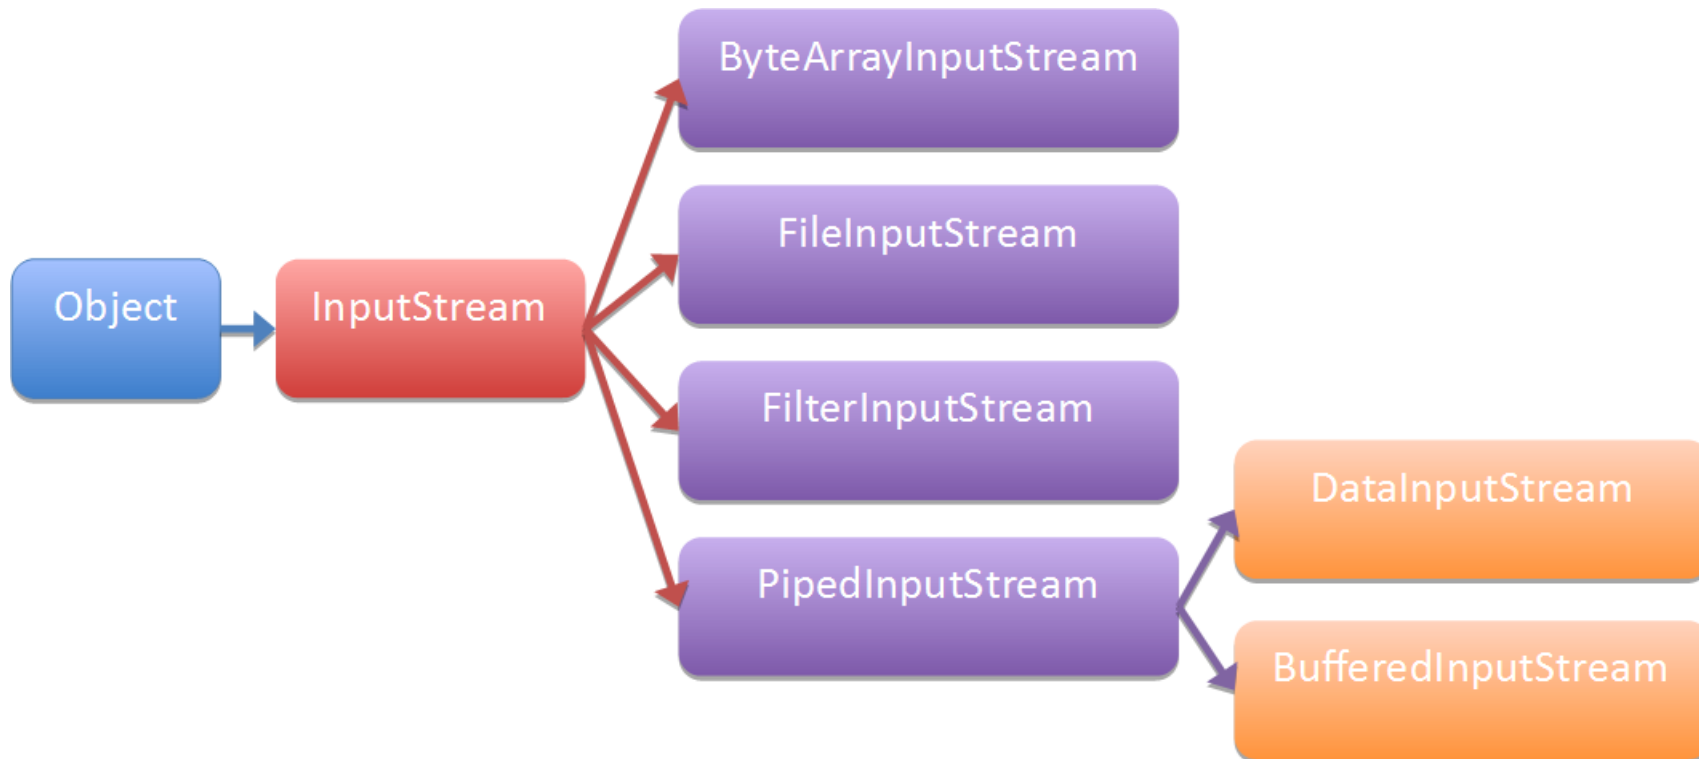 Object
InputStream
ByteArrayInputStream
FileInputStream
FilterInputStream
PipedInputStream
DataInputStream
BufferedInputStream